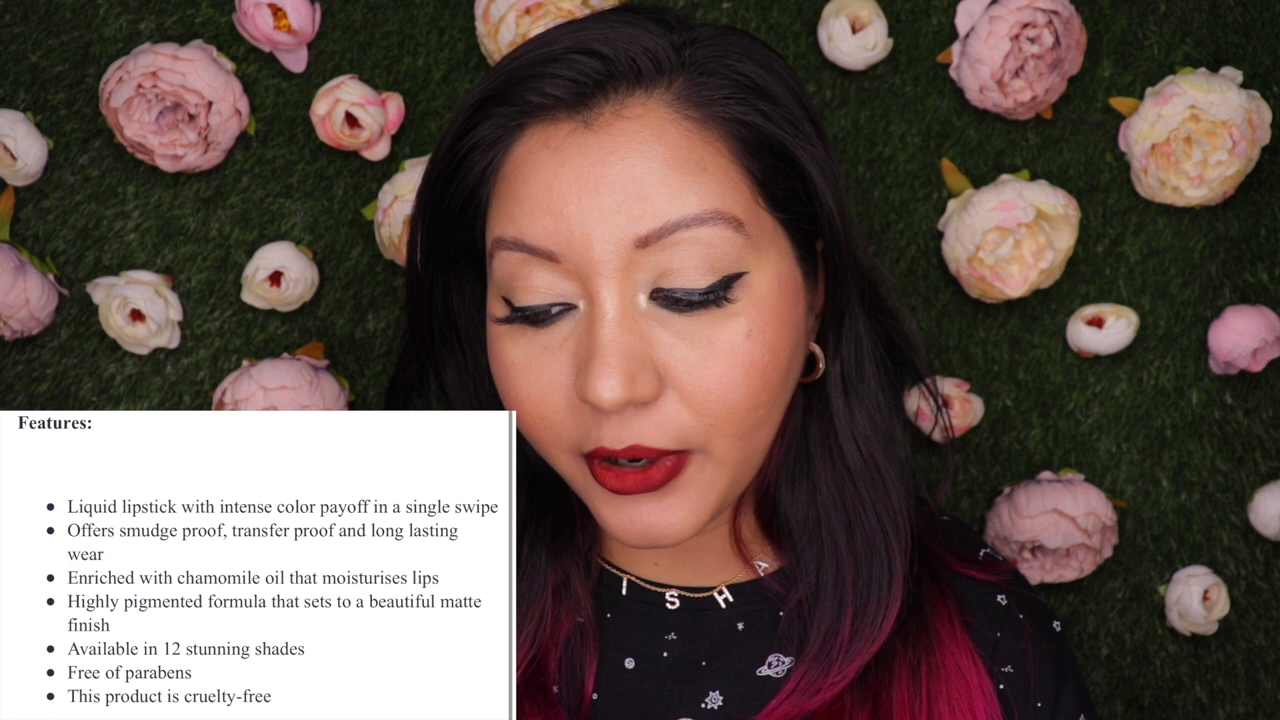 Features:
Liquid lipstick with intense color payoff in a single swipe
Offers smudge proof, transfer proof and long lasting
wear
Enriched with chamomile oil that moisturises lips
Highly pigmented formula that sets to a beautiful matte
finish
Available in 12 stunning shades
Free of parabens
This product is cruelty-free
I S H A